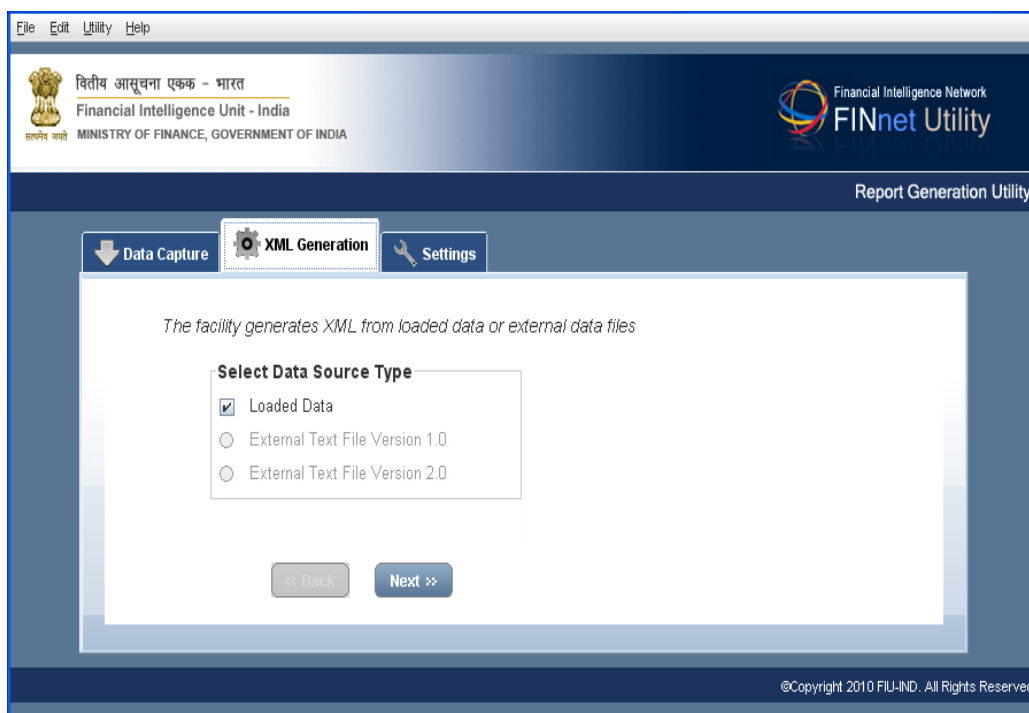 File Edit Utility Help
वितीय आसूचना एकक - भारत
Financial Intelligence Unit - India
सत्यमेव जयते MINISTRY OF FINANCE, GOVERNMENT OF INDIA
Financial Intelligence Network
FINnet Utility
Report Generation Utility
Data Capture XML Generation Settings
The facility generates XML from loaded data or external data files
Select Data Source Type
Loaded Data
External Text File Version 1.0
External Text File Version 2.0
<< Back Next >>
©Copyright 2010 FIU-IND. All Rights Reserved